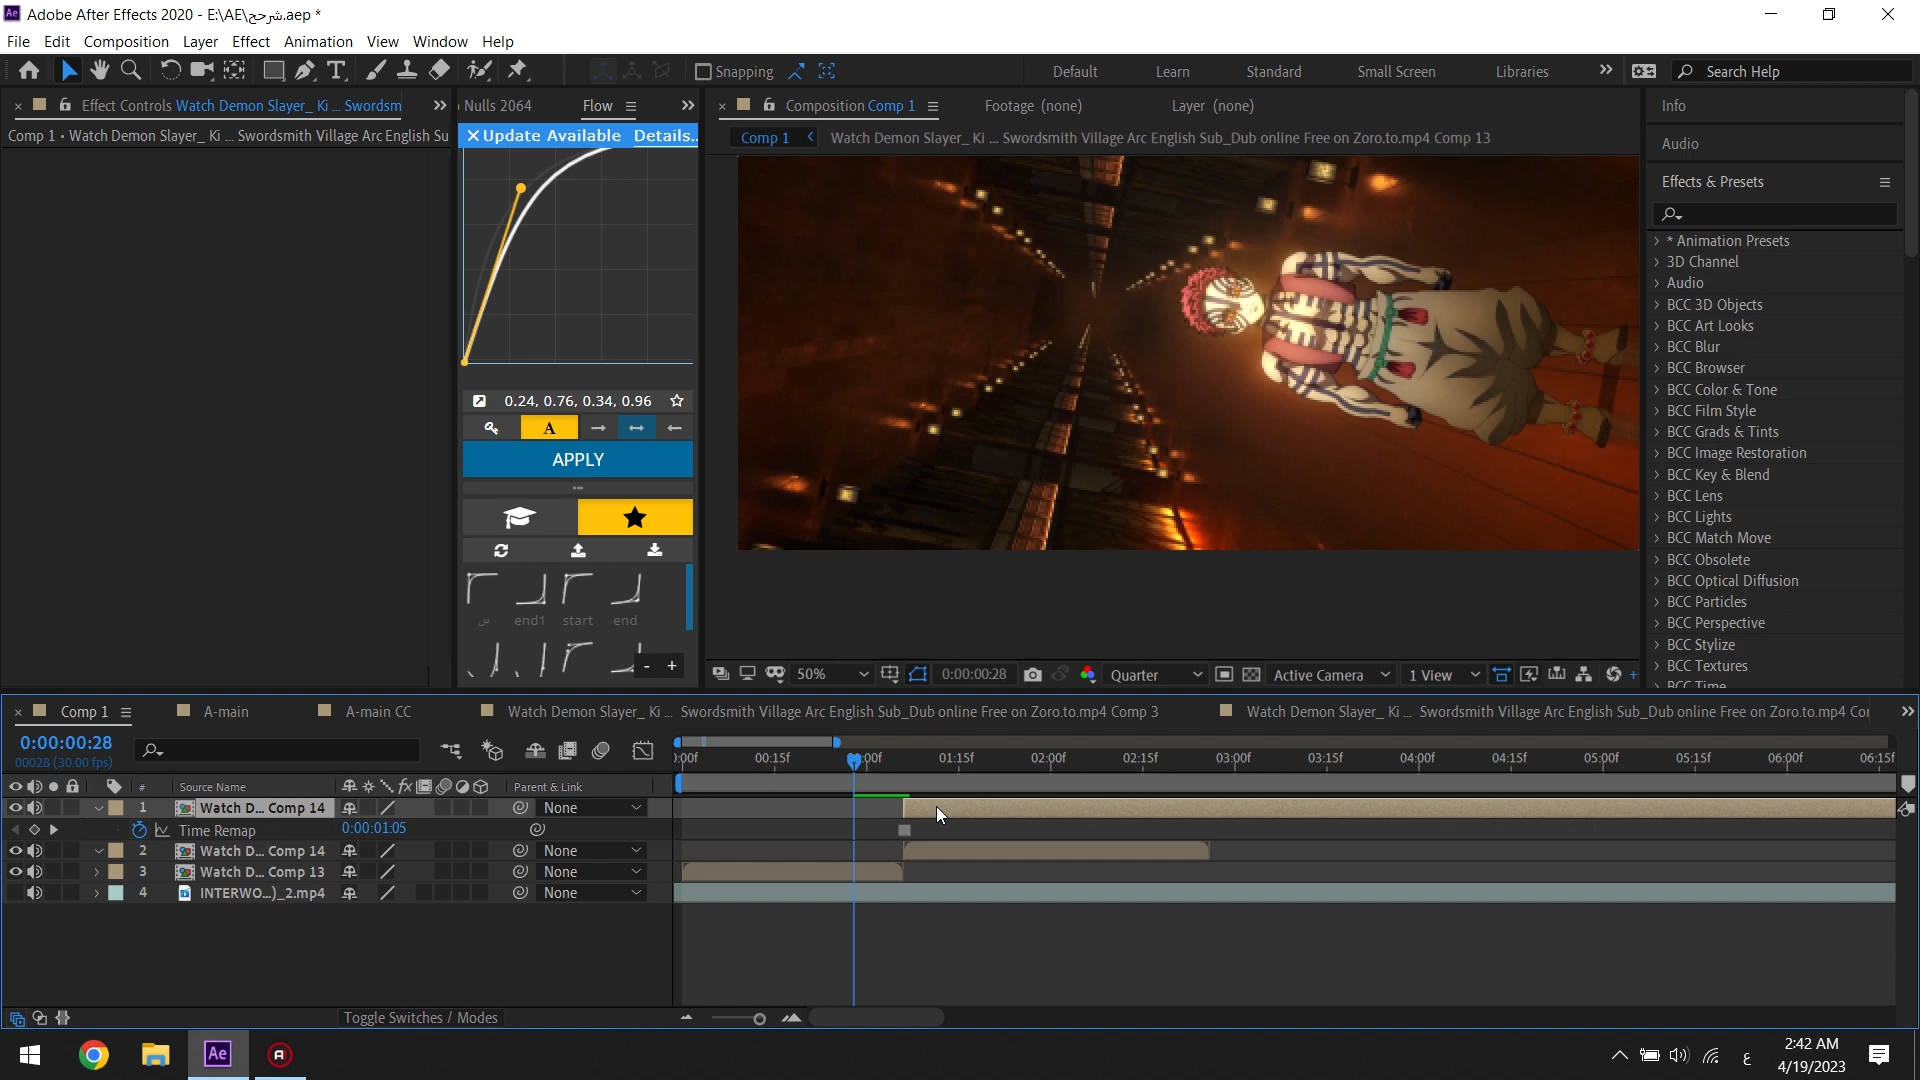 Adobe After Effects 2020 - E:\AE\شرحج.aep *
File Edit Composition Layer Effect Animation View Window Help
Snapping Default Learn Standard Small Screen Libraries Search Help
Effect Controls Watch Demon Slayer_ Ki ... Swordsm
Comp 1 • Watch Demon Slayer_ Ki ... Swordsmith Village Arc English Su
Nulls 2064 Flow
Update Available Details..
0.24, 0.76, 0.34, 0.96
A
APPLY
س end1 start end
- +
Composition Comp 1 Footage (none) Layer (none)
Comp 1 Watch Demon Slayer_ Ki ... Swordsmith Village Arc English Sub_Dub online Free on Zoro.to.mp4 Comp 13
50% 0:00:00:28 Quarter Active Camera 1 View
Info
Audio
Effects & Presets
* Animation Presets
3D Channel
Audio
BCC 3D Objects
BCC Art Looks
BCC Blur
BCC Browser
BCC Color & Tone
BCC Film Style
BCC Grads & Tints
BCC Image Restoration
BCC Key & Blend
BCC Lens
BCC Lights
BCC Match Move
BCC Obsolete
BCC Optical Diffusion
BCC Particles
BCC Perspective
BCC Stylize
BCC Textures
BCC Time
Comp 1 A-main A-main CC Watch Demon Slayer_ Ki ... Swordsmith Village Arc English Sub_Dub online Free on Zoro.to.mp4 Comp 3 Watch Demon Slayer_ Ki ... Swordsmith Village Arc English Sub_Dub online Free on Zoro.to.mp4 Cor
0:00:00:28
00028 (30.00 fps)
):00f 00:15f 01:00f 01:15f 02:00f 02:15f 03:00f 03:15f 04:00f 04:15f 05:00f 05:15f 06:00f 06:15f
# Source Name Parent & Link
1 Watch D... Comp 14 None
Time Remap 0:00:01:05
2 Watch D... Comp 14 None
3 Watch D... Comp 13 None
4 INTERWO...)_2.mp4 None
Toggle Switches / Modes
Ae
ع
2:42 AM
4/19/2023